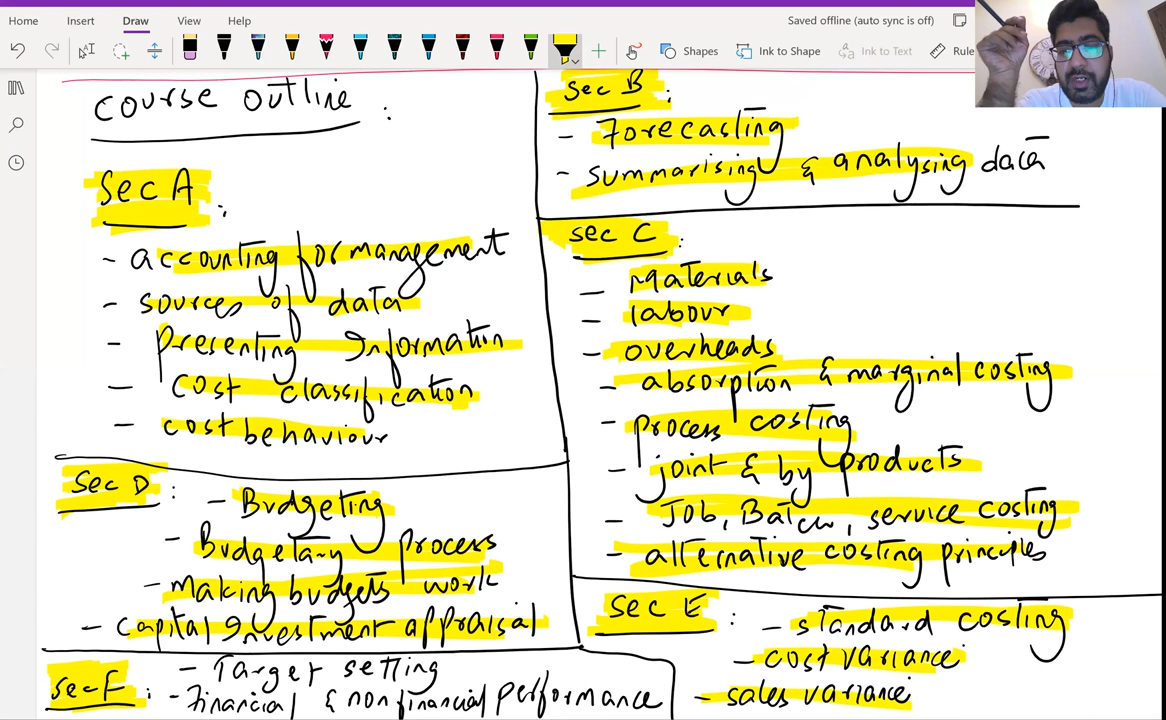 Home Insert Draw View Help
Saved offline (auto sync is off)
Shapes Ink to Shape Ink to Text Rule
course outline :
Sec A :
- accounting for management
- sources of data
- Presenting Information
- Cost classification
- cost behaviour
Sec B :
- Forecasting
- summarising & analysing data
Sec C :
- Materials
- labour
- overheads
- absorption & marginal costing
- process costing
- joint & by products
- Job, Batch, service costing
- alternative costing principles
Sec D : - Budgeting
- Budgetary process
- Making budgets work
- capital Investment appraisal
Sec E : - standard costing
- cost variance
- sales variance
Sec F : - Target setting
- Financial & nonfinancial performance